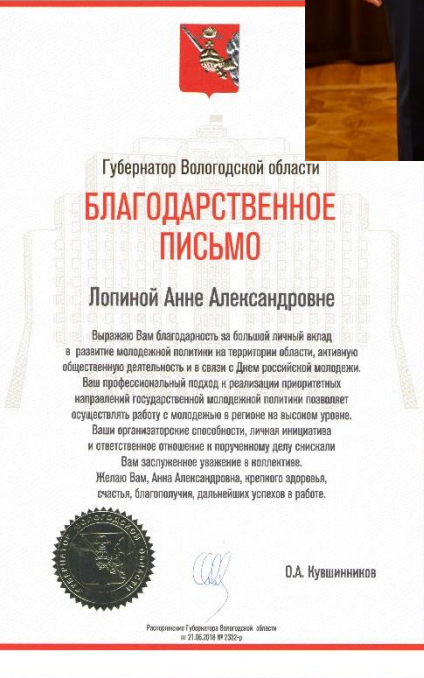 Губернатор Вологодской области
БЛАГОДАРСТВЕННОЕ
ПИСЬМО
Лопиной Анне Александровне
Выражаю Вам благодарность за большой личный вклад
в развитие молодежной политики на территории области, активную
общественную деятельность и в связи с Днем российской молодежи.
Ваш профессиональный подход к реализации приоритетных
направлений государственной молодежной политики позволяет
осуществлять работу с молодежью в регионе на высоком уровне.
Ваши организаторские способности, личная инициатива
и ответственное отношение к порученному делу снискали
Вам заслуженное уважение в коллективе.
Желаю Вам, Анна Александровна, крепкого здоровья,
счастья, благополучия, дальнейших успехов в работе.
ГУБЕРНАТОР ВОЛОГОДСКОЙ ОБЛАСТИ
О.А. Кувшинников
Распоряжение Губернатора Вологодской области
от 21.06.2018 № 2332-р